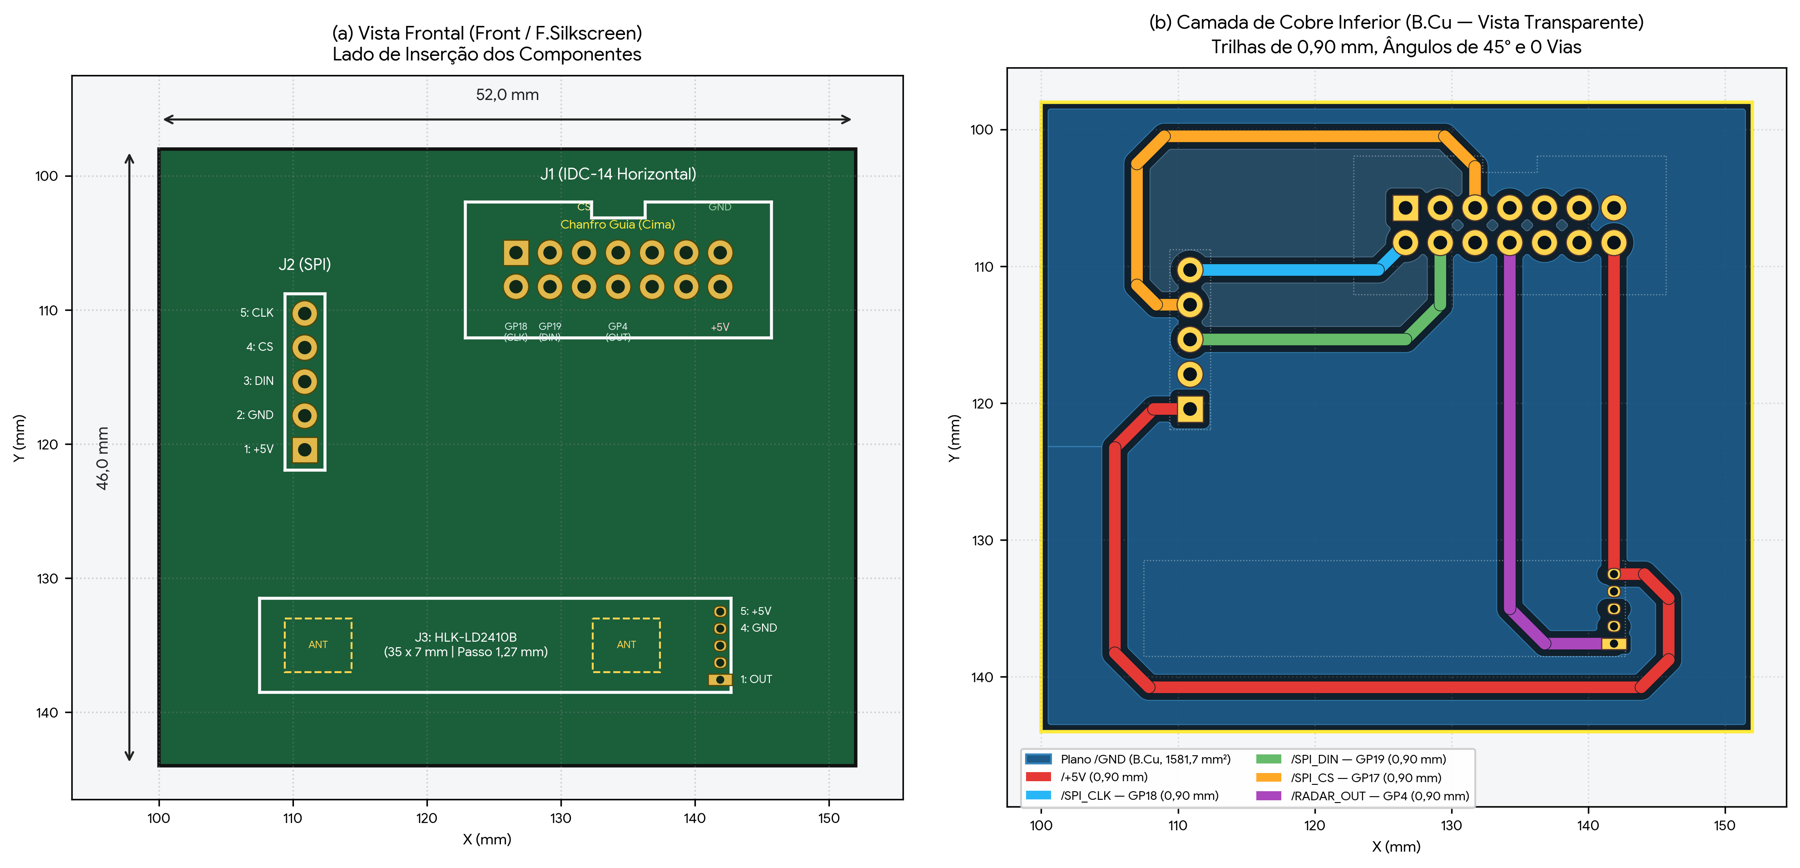 (a) Vista Frontal (Front / F.Silkscreen)
Lado de Inserção dos Componentes
52,0 mm
46,0 mm
J1 (IDC-14 Horizontal)
CS
GND
Chanfro Guia (Cima)
GP18
(CLK)
GP19
(DIN)
GP4
(OUT)
+5V
J2 (SPI)
5: CLK
4: CS
3: DIN
2: GND
1: +5V
ANT
J3: HLK-LD2410B
(35 x 7 mm | Passo 1,27 mm)
ANT
5: +5V
4: GND
1: OUT
Y (mm)
100
110
120
130
140
100
110
120
130
140
150
X (mm)
(b) Camada de Cobre Inferior (B.Cu — Vista Transparente)
Trilhas de 0,90 mm, Ângulos de 45° e 0 Vias
Y (mm)
100
110
120
130
140
Plano /GND (B.Cu, 1581,7 mm²)
/+5V (0,90 mm)
/SPI_CLK — GP18 (0,90 mm)
/SPI_DIN — GP19 (0,90 mm)
/SPI_CS — GP17 (0,90 mm)
/RADAR_OUT — GP4 (0,90 mm)
100
110
120
130
140
150
X (mm)